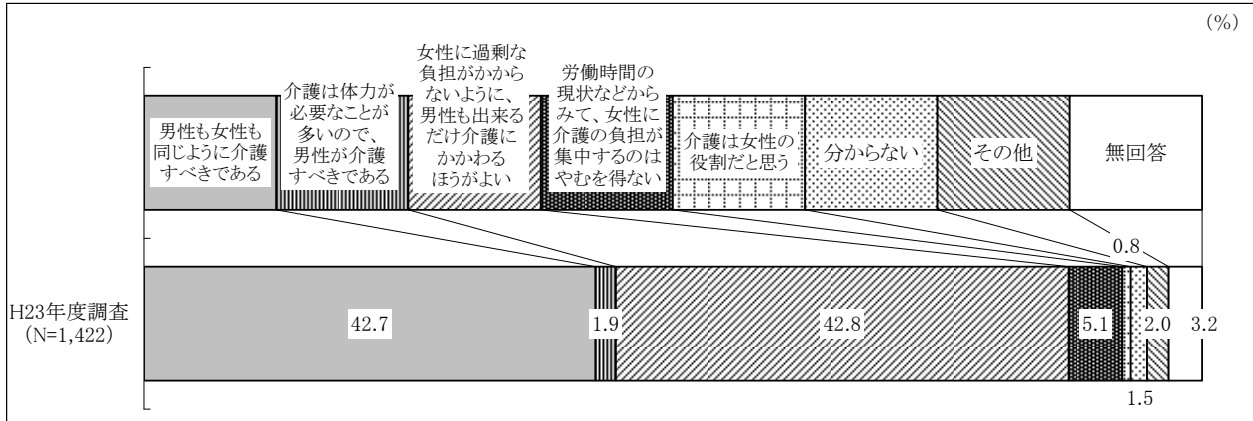 (%)
男性も女性も
同じように介護
すべきである
介護は体力が
必要なことが
多いので、
男性が介護
すべきである
女性に過剰な
負担がかから
ないように、
男性も出来る
だけ介護に
かかわる
ほうがよい
労働時間の
現状などから
みて、女性に
介護の負担が
集中するのは
やむを得ない
介護は女性の
役割だと思う
分からない
その他
無回答
H23年度調査
(N=1,422)
42.7
1.9
42.8
5.1
0.8
1.5
2.0
3.2